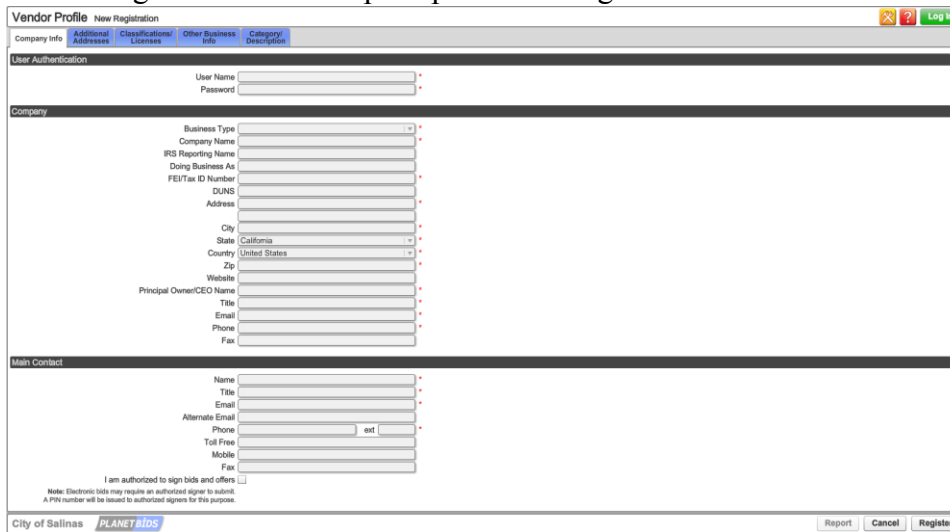 Vendor Profile New Registration
Log In
Company Info
Additional Addresses
Classifications/ Licenses
Other Business Info
Category/ Description
User Authentication
User Name *
Password *
Company
Business Type *
Company Name *
IRS Reporting Name
Doing Business As
FEI/Tax ID Number *
DUNS
Address *
City *
State California *
Country United States *
Zip *
Website
Principal Owner/CEO Name *
Title *
Email *
Phone *
Fax
Main Contact
Name *
Title *
Email *
Alternate Email
Phone ext *
Toll Free
Mobile
Fax
I am authorized to sign bids and offers
Note: Electronic bids may require an authorized signer to submit.
A PIN number will be issued to authorized signers for this purpose.
City of Salinas PLANETBIDS Report Cancel Register